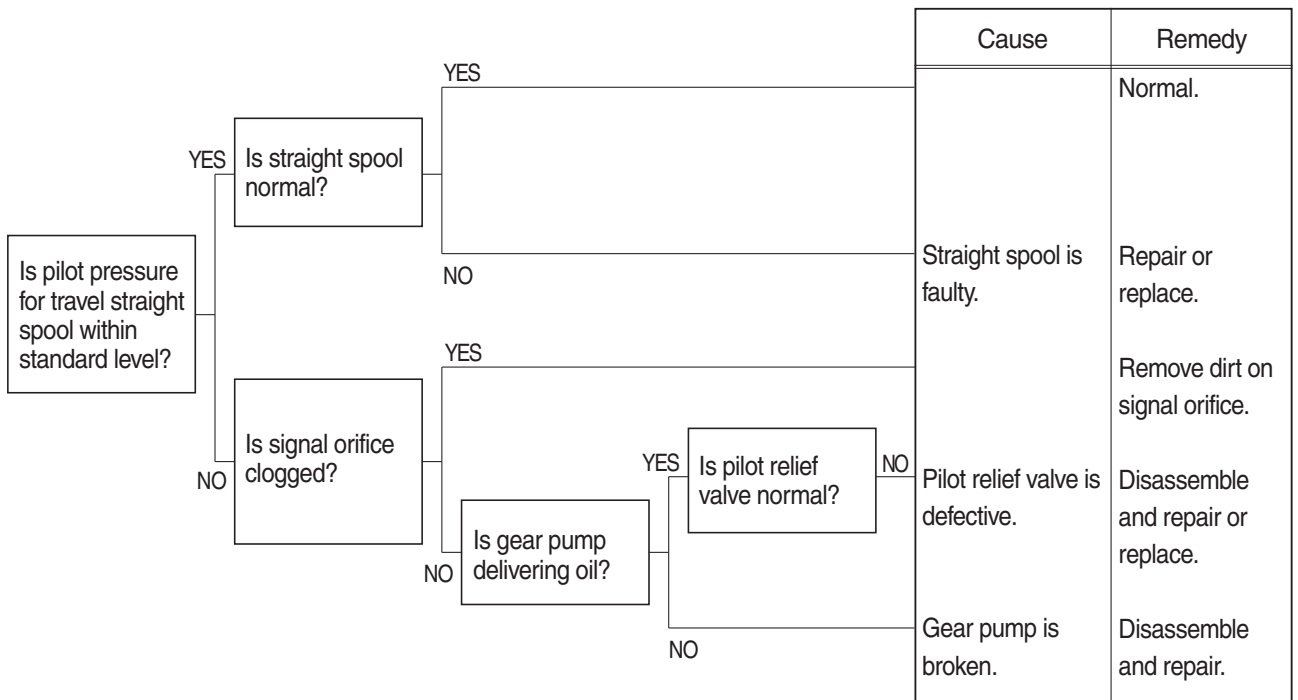 Cause
Remedy
YES
Normal.
YES
Is straight spool
normal?
NO
Straight spool is
faulty.
Repair or
replace.
Is pilot pressure
for travel straight
spool within
standard level?
YES
Remove dirt on
signal orifice.
NO
Is signal orifice
clogged?
YES
Is pilot relief
valve normal?
NO
Pilot relief valve is
defective.
Disassemble
and repair or
replace.
NO
Is gear pump
delivering oil?
NO
Gear pump is
broken.
Disassemble
and repair.